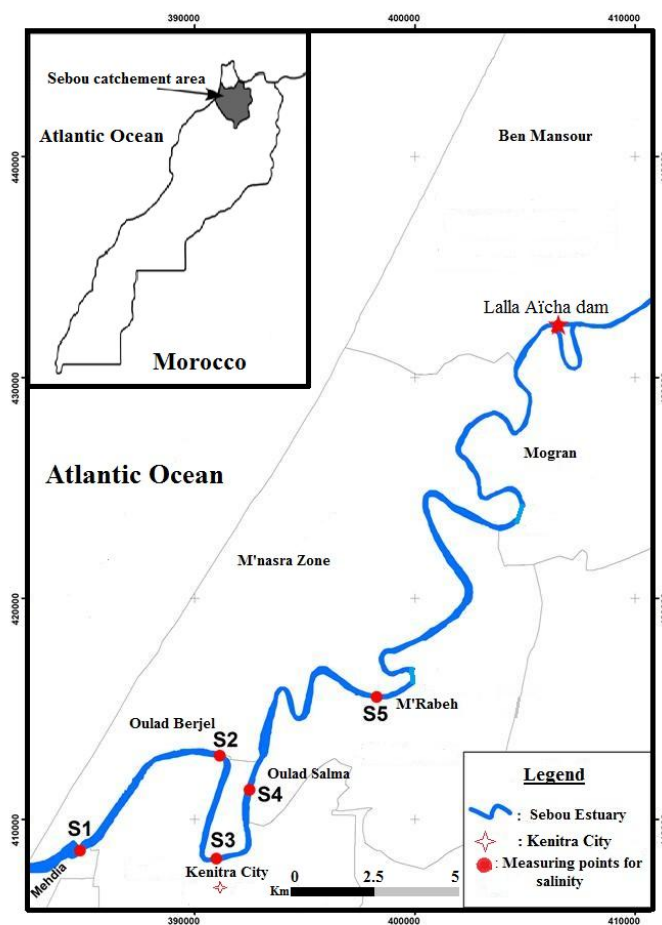 390000
400000
410000
Sebou catchement area
Atlantic Ocean
Ben Mansour
440000
Lalla Aïcha dam
Morocco
430000
Mogran
Atlantic Ocean
M'nasra Zone
420000
420000
M'Rabeh
S5
Oulad Berjel
S2
Oulad Salma
S4
Legend
: Sebou Estuary
: Kenitra City
: Measuring points for
salinity
S1
S3
410000
Mehdia
Kenitra City
0
2.5
5
Km
390000
400000
410000